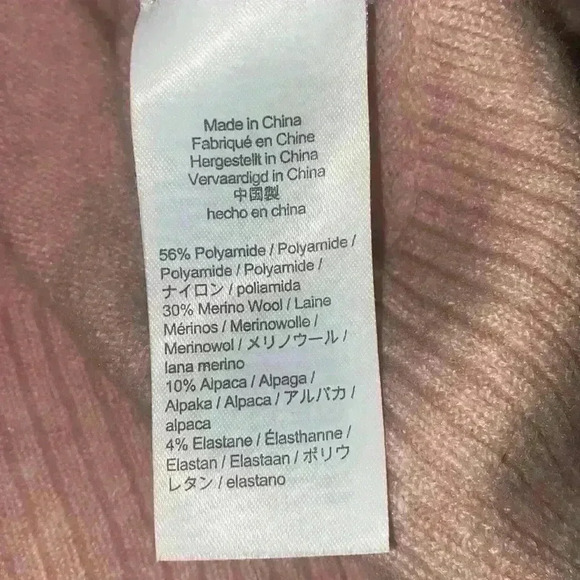 Made in China
Fabriqué en Chine
Hergestellt in China
Vervaardigd in China
中国製
hecho en china
56% Polyamide / Polyamide /
Polyamide / Polyamide /
ナイロン / poliamida
30% Merino Wool / Laine
Mérinos / Merinowolle /
Merinowol / メリノウール /
lana merino
10% Alpaca / Alpaga /
Alpaka / Alpaca / アルパカ /
alpaca
4% Elastane / Élasthanne /
Elastan / Elastaan / ポリウ
レタン / elastano